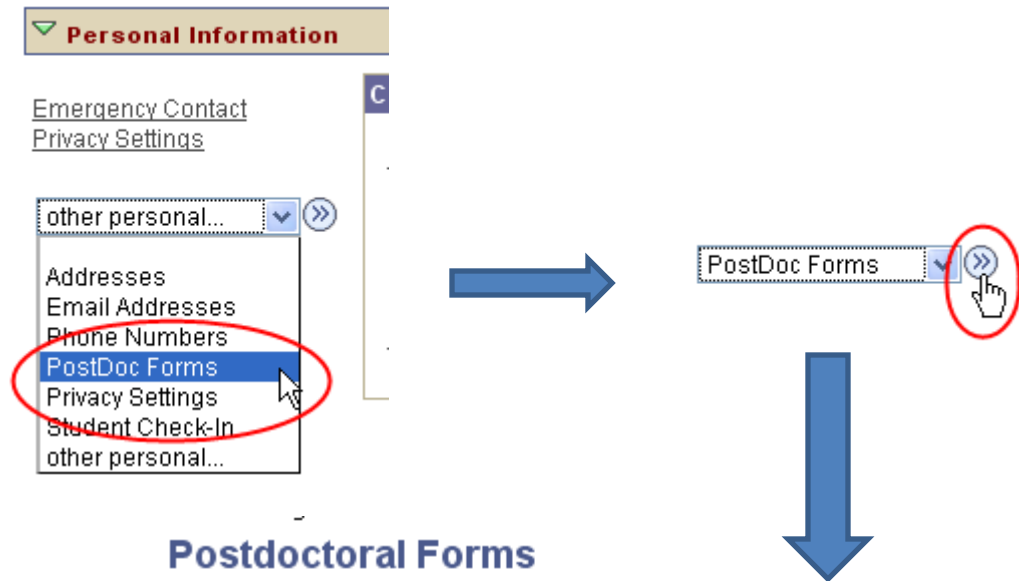 Personal Information
Emergency Contact
Privacy Settings
C
other personal...
Addresses
Email Addresses
Phone Numbers
PostDoc Forms
Privacy Settings
Student Check-In
other personal...
PostDoc Forms
Postdoctoral Forms